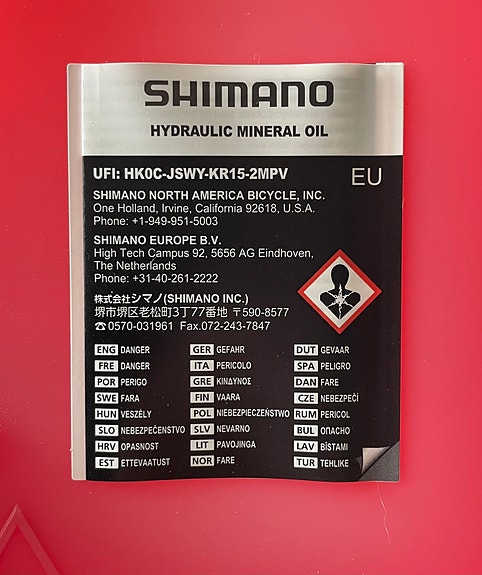 SHIMANO
HYDRAULIC MINERAL OIL
UFI: HK0C-JSWY-KR15-2MPV
EU
SHIMANO NORTH AMERICA BICYCLE, INC.
One Holland, Irvine, California 92618, U.S.A.
Phone: +1-949-951-5003
SHIMANO EUROPE B.V.
High Tech Campus 92, 5656 AG Eindhoven,
The Netherlands
Phone: +31-40-261-2222
株式会社シマノ(SHIMANO INC.)
堺市堺区老松町3丁77番地 〒590-8577
☎0570-031961 Fax.072-243-7847
ENG DANGER GER GEFAHR DUT GEVAAR
FRE DANGER ITA PERICOLO SPA PELIGRO
POR PERIGO GRE ΚΙΝΔΥΝΟΣ DAN FARE
SWE FARA FIN VAARA CZE NEBEZPEČÍ
HUN VESZÉLY POL NIEBEZPIECZEŃSTWO RUM PERICOL
SLO NEBEZPEČENSTVO SLV NEVARNO BUL ОПАСНО
HRV OPASNOST LIT PAVOJINGA LAV BĪSTAMI
EST ETTEVAATUST NOR FARE TUR TEHLIKE